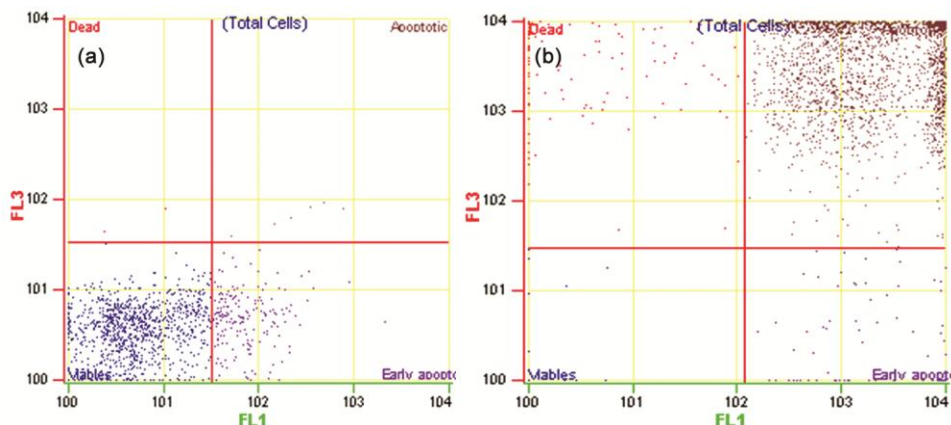 (Total Cells)
Dead
Apoptotic
(a)
104
103
102
101
100
FL3
Viables
Early apopto
100
101
102
103
104
FL1
(Total Cells)
Dead
(b)
104
103
102
101
100
FL3
Viables
Early apopto
100
101
102
103
104
FL1